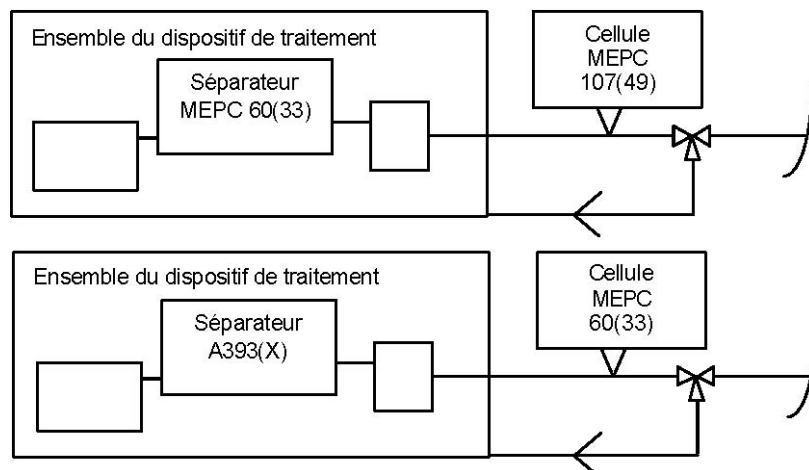 Ensemble du dispositif de traitement
Séparateur
MEPC 60(33)
Cellule
MEPC
107(49)
Ensemble du dispositif de traitement
Séparateur
A393(X)
Cellule
MEPC
60(33)